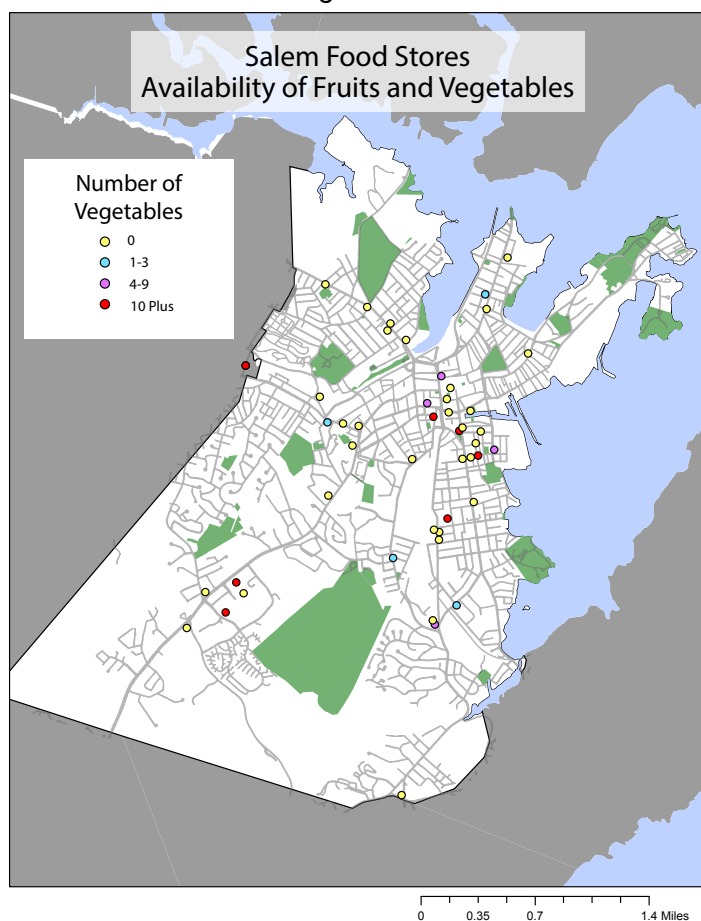 Salem Food Stores
Availability of Fruits and Vegetables
Number of
Vegetables
0
1-3
4-9
10 Plus
0 0.35 0.7 1.4 Miles